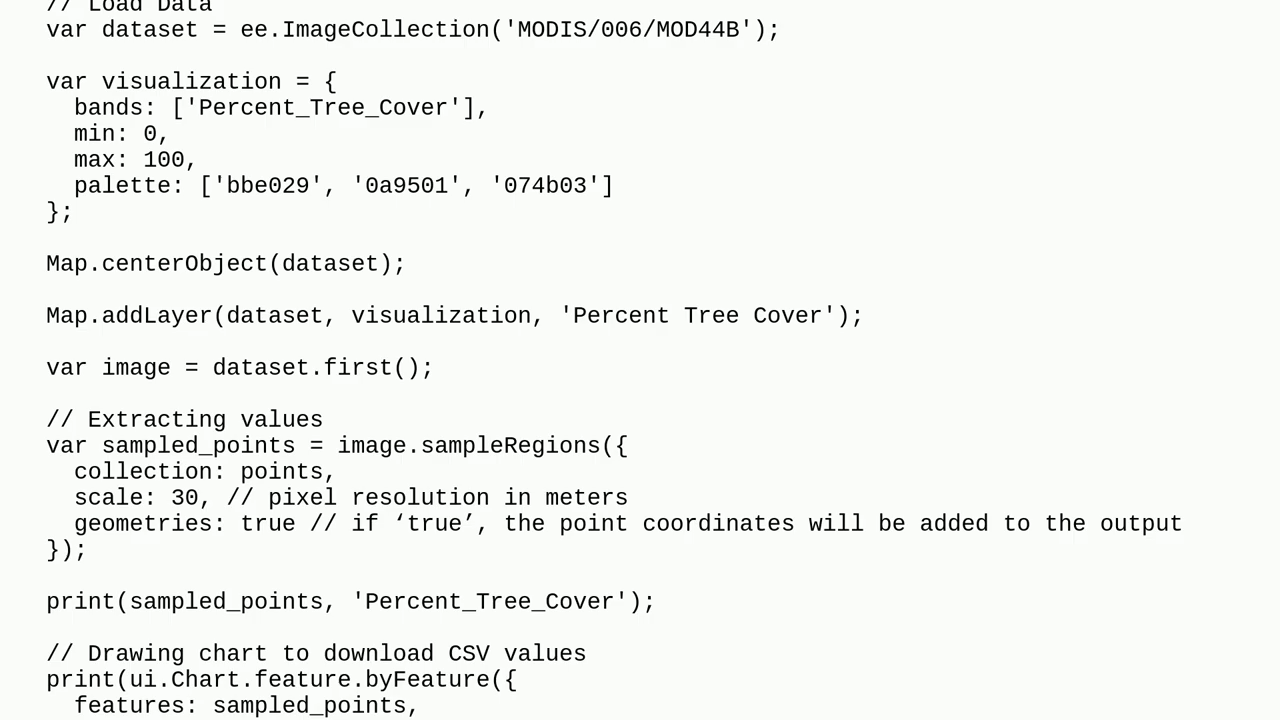 // Load Data
var dataset = ee.ImageCollection('MODIS/006/MOD44B');
var visualization = {
bands: ['Percent_Tree_Cover'],
min: 0,
max: 100,
palette: ['bbe029', '0a9501', '074b03']
};
Map.centerObject(dataset);
Map.addLayer(dataset, visualization, 'Percent Tree Cover');
var image = dataset.first();
// Extracting values
var sampled_points = image.sampleRegions({
collection: points,
scale: 30, // pixel resolution in meters
geometries: true // if ‘true’, the point coordinates will be added to the output
});
print(sampled_points, 'Percent_Tree_Cover');
// Drawing chart to download CSV values
print(ui.Chart.feature.byFeature({
features: sampled_points,